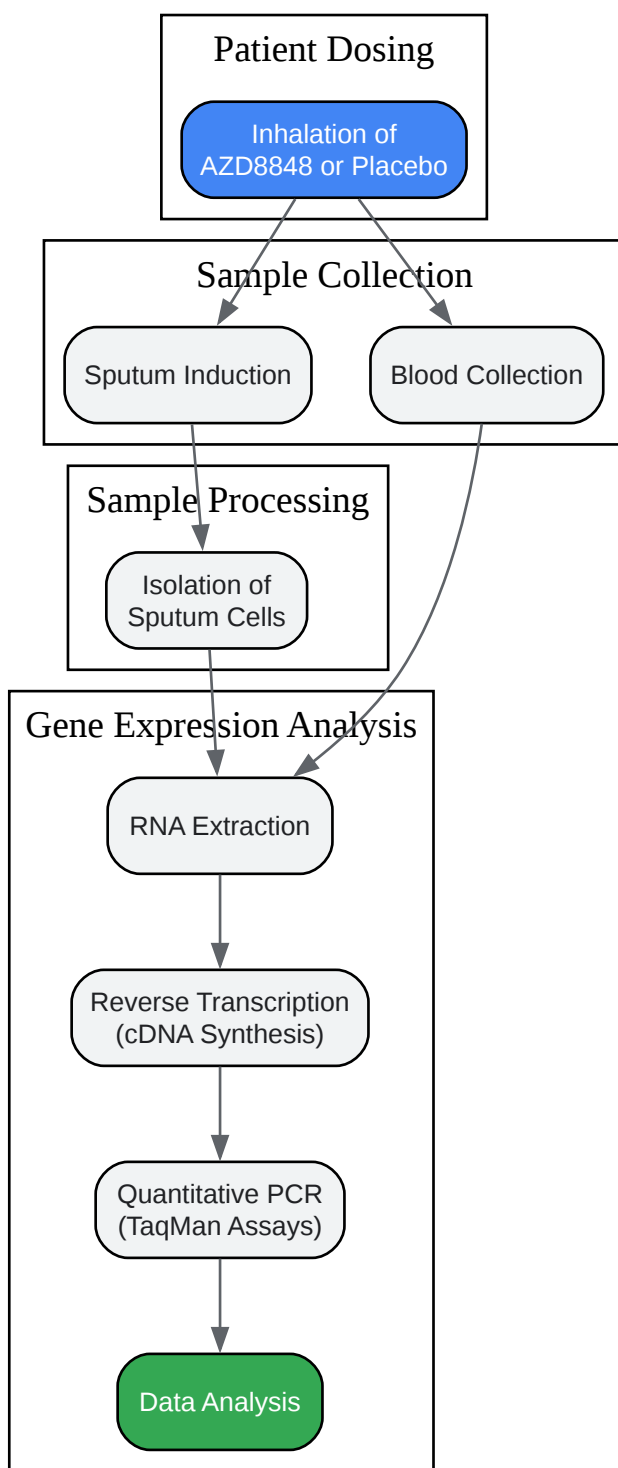 Patient Dosing
Inhalation of
AZD8848 or Placebo
Sample Collection
Sputum Induction
Blood Collection
Sample Processing
Isolation of
Sputum Cells
Gene Expression Analysis
RNA Extraction
Reverse Transcription
(cDNA Synthesis)
Quantitative PCR
(TaqMan Assays)
Data Analysis